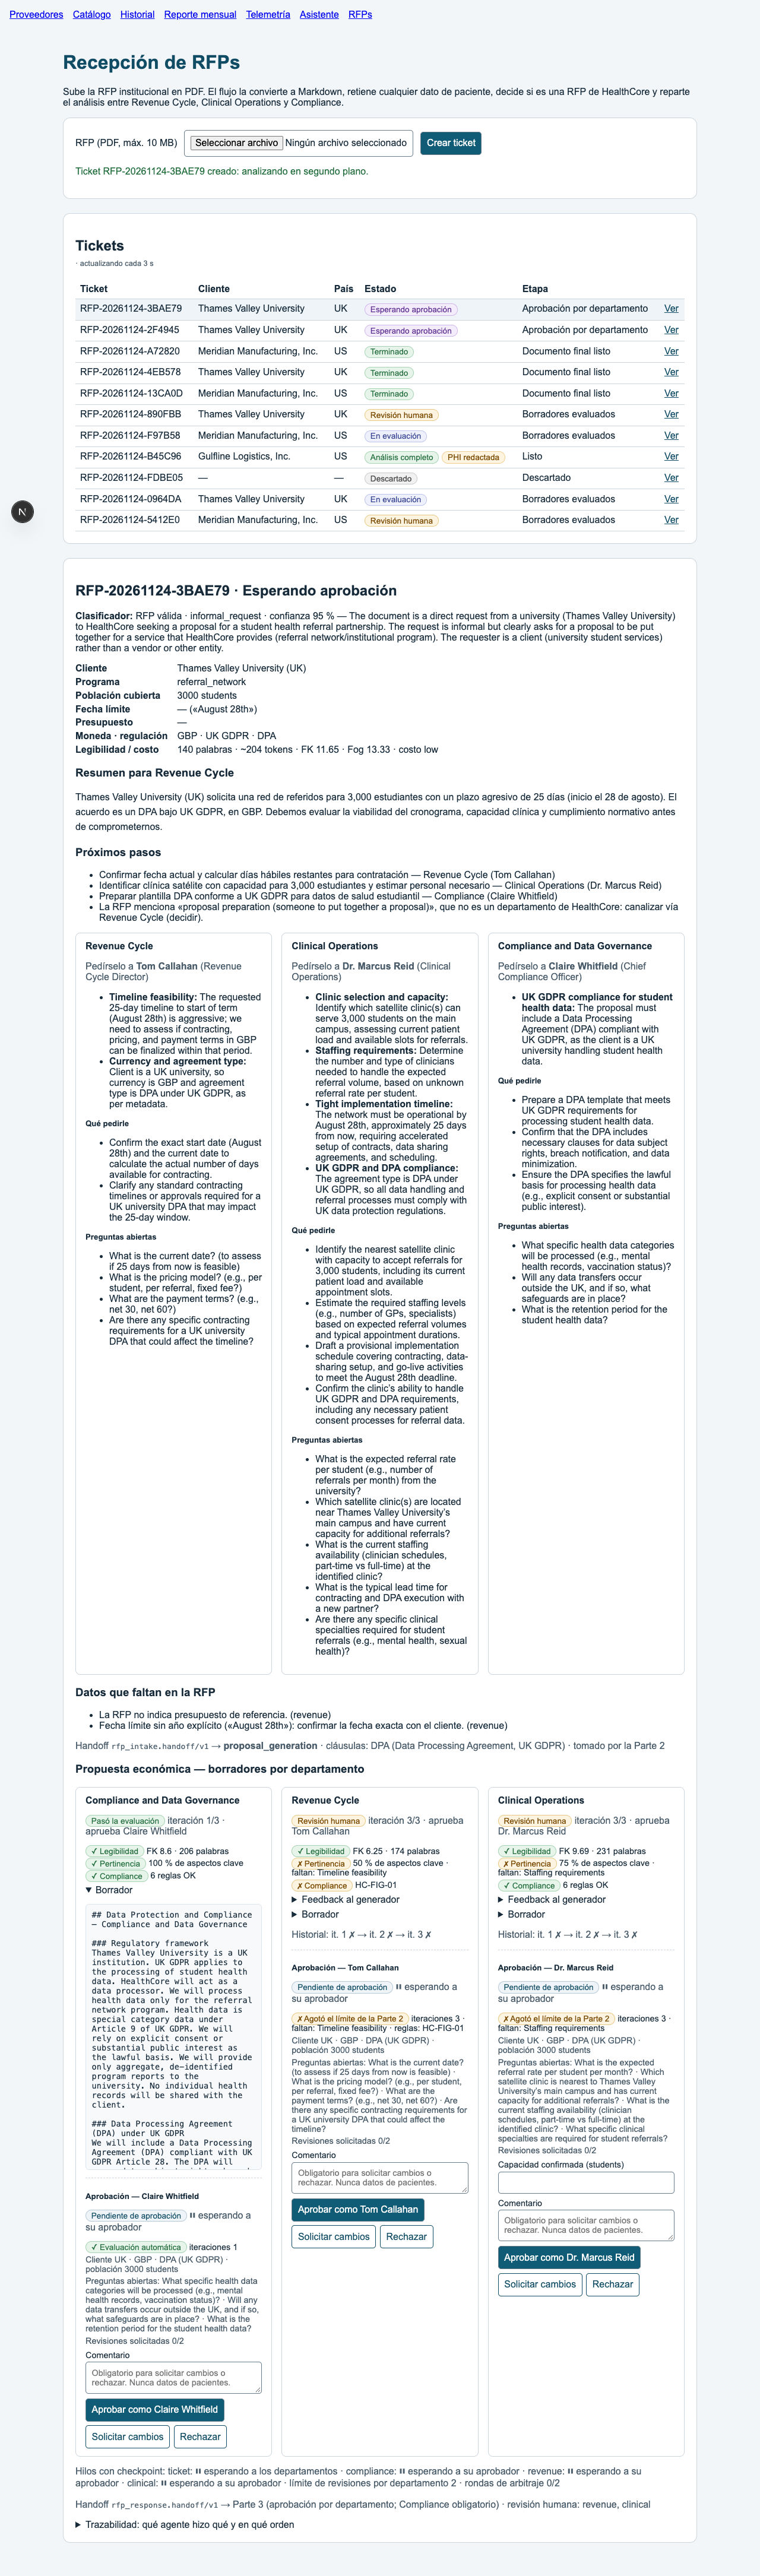 Proveedores Catálogo Historial Reporte mensual Telemetría Asistente RFPs
Recepción de RFPs
Sube la RFP institucional en PDF. El flujo la convierte a Markdown, retiene cualquier dato de paciente, decide si es una RFP de HealthCore y reparte
el análisis entre Revenue Cycle, Clinical Operations y Compliance.
RFP (PDF, máx. 10 MB) Seleccionar archivo Ningún archivo seleccionado Crear ticket
Ticket RFP-20261124-3BAE79 creado: analizando en segundo plano.
Tickets
· actualizando cada 3 s
Ticket Cliente País Estado Etapa
RFP-20261124-3BAE79 Thames Valley University UK Esperando aprobación Aprobación por departamento Ver
RFP-20261124-2F4945 Thames Valley University UK Esperando aprobación Aprobación por departamento Ver
RFP-20261124-A72820 Meridian Manufacturing, Inc. US Terminado Documento final listo Ver
RFP-20261124-4EB578 Thames Valley University UK Terminado Documento final listo Ver
RFP-20261124-13CA0D Meridian Manufacturing, Inc. US Terminado Documento final listo Ver
RFP-20261124-890FBB Thames Valley University UK Revisión humana Borradores evaluados Ver
RFP-20261124-F97B58 Meridian Manufacturing, Inc. US En evaluación Borradores evaluados Ver
RFP-20261124-B45C96 Gulfline Logistics, Inc. US Análisis completo PHI redactada Listo Ver
RFP-20261124-FDBE05 — — Descartado Descartado Ver
RFP-20261124-0964DA Thames Valley University UK En evaluación Borradores evaluados Ver
RFP-20261124-5412E0 Meridian Manufacturing, Inc. US Revisión humana Borradores evaluados Ver
N
RFP-20261124-3BAE79 · Esperando aprobación
Clasificador: RFP válida · informal_request · confianza 95 % — The document is a direct request from a university (Thames Valley University)
to HealthCore seeking a proposal for a student health referral partnership. The request is informal but clearly asks for a proposal to be put
together for a service that HealthCore provides (referral network/institutional program). The requester is a client (university student services)
rather than a vendor or other entity.
Cliente Thames Valley University (UK)
Programa referral_network
Población cubierta 3000 students
Fecha límite — («August 28th»)
Presupuesto —
Moneda · regulación GBP · UK GDPR · DPA
Legibilidad / costo 140 palabras · ~204 tokens · FK 11.65 · Fog 13.33 · costo low
Resumen para Revenue Cycle
Thames Valley University (UK) solicita una red de referidos para 3,000 estudiantes con un plazo agresivo de 25 días (inicio el 28 de agosto). El
acuerdo es un DPA bajo UK GDPR, en GBP. Debemos evaluar la viabilidad del cronograma, capacidad clínica y cumplimiento normativo antes
de comprometernos.
Próximos pasos
• Confirmar fecha actual y calcular días hábiles restantes para contratación — Revenue Cycle (Tom Callahan)
• Identificar clínica satélite con capacidad para 3,000 estudiantes y estimar personal necesario — Clinical Operations (Dr. Marcus Reid)
• Preparar plantilla DPA conforme a UK GDPR para datos de salud estudiantil — Compliance (Claire Whitfield)
• La RFP menciona «proposal preparation (someone to put together a proposal)», que no es un departamento de HealthCore: canalizar vía
Revenue Cycle (decidir).
Revenue Cycle
Pedírselo a Tom Callahan (Revenue
Cycle Director)
• Timeline feasibility: The requested
25-day timeline to start of term
(August 28th) is aggressive; we
need to assess if contracting,
pricing, and payment terms in GBP
can be finalized within that period.
• Currency and agreement type:
Client is a UK university, so
currency is GBP and agreement
type is DPA under UK GDPR, as
per metadata.
Qué pedirle
• Confirm the exact start date (August
28th) and the current date to
calculate the actual number of days
available for contracting.
• Clarify any standard contracting
timelines or approvals required for a
UK university DPA that may impact
the 25-day window.
Preguntas abiertas
• What is the current date? (to assess
if 25 days from now is feasible)
• What is the pricing model? (e.g., per
student, per referral, fixed fee?)
• What are the payment terms? (e.g.,
net 30, net 60?)
• Are there any specific contracting
requirements for a UK university
DPA that could affect the timeline?
Clinical Operations
Pedírselo a Dr. Marcus Reid (Clinical
Operations)
• Clinic selection and capacity:
Identify which satellite clinic(s) can
serve 3,000 students on the main
campus, assessing current patient
load and available slots for referrals.
• Staffing requirements: Determine
the number and type of clinicians
needed to handle the expected
referral volume, based on unknown
referral rate per student.
• Tight implementation timeline:
The network must be operational by
August 28th, approximately 25 days
from now, requiring accelerated
setup of contracts, data sharing
agreements, and scheduling.
• UK GDPR and DPA compliance:
The agreement type is DPA under
UK GDPR, so all data handling and
referral processes must comply with
UK data protection regulations.
Qué pedirle
• Identify the nearest satellite clinic
with capacity to accept referrals for
3,000 students, including its current
patient load and available
appointment slots.
• Estimate the required staffing levels
(e.g., number of GPs, specialists)
based on expected referral volumes
and typical appointment durations.
• Draft a provisional implementation
schedule covering contracting, data-
sharing setup, and go-live activities
to meet the August 28th deadline.
• Confirm the clinic's ability to handle
UK GDPR and DPA requirements,
including any necessary patient
consent processes for referral data.
Preguntas abiertas
• What is the expected referral rate
per student (e.g., number of
referrals per month) from the
university?
• Which satellite clinic(s) are located
near Thames Valley University's
main campus and have current
capacity for additional referrals?
• What is the current staffing
availability (clinician schedules,
part-time vs full-time) at the
identified clinic?
• What is the typical lead time for
contracting and DPA execution with
a new partner?
• Are there any specific clinical
specialties required for student
referrals (e.g., mental health, sexual
health)?
Compliance and Data Governance
Pedírselo a Claire Whitfield (Chief
Compliance Officer)
• UK GDPR compliance for student
health data: The proposal must
include a Data Processing
Agreement (DPA) compliant with
UK GDPR, as the client is a UK
university handling student health
data.
Qué pedirle
• Prepare a DPA template that meets
UK GDPR requirements for
processing student health data.
• Confirm that the DPA includes
necessary clauses for data subject
rights, breach notification, and data
minimization.
• Ensure the DPA specifies the lawful
basis for processing health data
(e.g., explicit consent or substantial
public interest).
Preguntas abiertas
• What specific health data categories
will be processed (e.g., mental
health records, vaccination status)?
• Will any data transfers occur
outside the UK, and if so, what
safeguards are in place?
• What is the retention period for the
student health data?
Datos que faltan en la RFP
• La RFP no indica presupuesto de referencia. (revenue)
• Fecha límite sin año explícito («August 28th»): confirmar la fecha exacta con el cliente. (revenue)
Handoff rfp_intake.handoff/v1 → proposal_generation · cláusulas: DPA (Data Processing Agreement, UK GDPR) · tomado por la Parte 2
Propuesta económica — borradores por departamento
Compliance and Data Governance
Pasó la evaluación iteración 1/3 ·
aprueba Claire Whitfield
✓ Legibilidad FK 8.6 · 206 palabras
✓ Pertinencia 100 % de aspectos clave
✓ Compliance 6 reglas OK
▼ Borrador
## Data Protection and Compliance
— Compliance and Data Governance
### Regulatory framework
Thames Valley University is a UK
institution. UK GDPR applies to
the processing of student health
data. HealthCore will act as a
data processor. We will process
health data only for the referral
network program. Health data is
special category data under
Article 9 of UK GDPR. We will
rely on explicit consent or
substantial public interest as
the lawful basis. We will provide
only aggregate, de-identified
program reports to the
university. No individual health
records will be shared with the
client.
### Data Processing Agreement
(DPA) under UK GDPR
We will include a Data Processing
Agreement (DPA) compliant with UK
GDPR Article 28. The DPA will
Aprobación — Claire Whitfield
Pendiente de aprobación ⏸ esperando a
su aprobador
✓ Evaluación automática iteraciones 1
Cliente UK · GBP · DPA (UK GDPR) ·
población 3000 students
Preguntas abiertas: What specific health data
categories will be processed (e.g., mental
health records, vaccination status)? · Will any
data transfers occur outside the UK, and if so,
what safeguards are in place? · What is the
retention period for the student health data?
Revisiones solicitadas 0/2
Comentario
Obligatorio para solicitar cambios o
rechazar. Nunca datos de pacientes.
Aprobar como Claire Whitfield
Solicitar cambios Rechazar
Revenue Cycle
Revisión humana iteración 3/3 · aprueba
Tom Callahan
✓ Legibilidad FK 6.25 · 174 palabras
✗ Pertinencia 50 % de aspectos clave ·
faltan: Timeline feasibility
✗ Compliance HC-FIG-01
▶ Feedback al generador
▶ Borrador
Historial: it. 1 ✗ → it. 2 ✗ → it. 3 ✗
Aprobación — Tom Callahan
Pendiente de aprobación ⏸ esperando a
su aprobador
✗ Agotó el límite de la Parte 2 iteraciones 3 ·
faltan: Timeline feasibility · reglas: HC-FIG-01
Cliente UK · GBP · DPA (UK GDPR) ·
población 3000 students
Preguntas abiertas: What is the current date?
(to assess if 25 days from now is feasible) ·
What is the pricing model? (e.g., per student,
per referral, fixed fee?) · What are the
payment terms? (e.g., net 30, net 60?) · Are
there any specific contracting requirements for
a UK university DPA that could affect the
timeline?
Revisiones solicitadas 0/2
Comentario
Obligatorio para solicitar cambios o
rechazar. Nunca datos de pacientes.
Aprobar como Tom Callahan
Solicitar cambios Rechazar
Clinical Operations
Revisión humana iteración 3/3 · aprueba
Dr. Marcus Reid
✓ Legibilidad FK 9.69 · 231 palabras
✗ Pertinencia 75 % de aspectos clave ·
faltan: Staffing requirements
✓ Compliance 6 reglas OK
▶ Feedback al generador
▶ Borrador
Historial: it. 1 ✗ → it. 2 ✗ → it. 3 ✗
Aprobación — Dr. Marcus Reid
Pendiente de aprobación ⏸ esperando a
su aprobador
✗ Agotó el límite de la Parte 2 iteraciones 3 ·
faltan: Staffing requirements
Cliente UK · GBP · DPA (UK GDPR) ·
población 3000 students
Preguntas abiertas: What is the expected
referral rate per student per month? · Which
satellite clinic has current capacity for
additional referrals? · What is the current
staffing availability (clinician
schedules, part-time vs full-time) at the
identified clinic? · What specific clinical
specialties are required for student referrals?
Revisiones solicitadas 0/2
Capacidad confirmada (students)
Comentario
Obligatorio para solicitar cambios o
rechazar. Nunca datos de pacientes.
Aprobar como Dr. Marcus Reid
Solicitar cambios Rechazar
Hilos con checkpoint: ticket: ⏸ esperando a los departamentos · compliance: ⏸ esperando a su aprobador · revenue: ⏸ esperando a su
aprobador · clinical: ⏸ esperando a su aprobador · límite de revisiones por departamento 2 · rondas de arbitraje 0/2
Handoff rfp_response.handoff/v1 → Parte 3 (aprobación por departamento; Compliance obligatorio) · revisión humana: revenue, clinical
▶ Trazabilidad: qué agente hizo qué y en qué orden